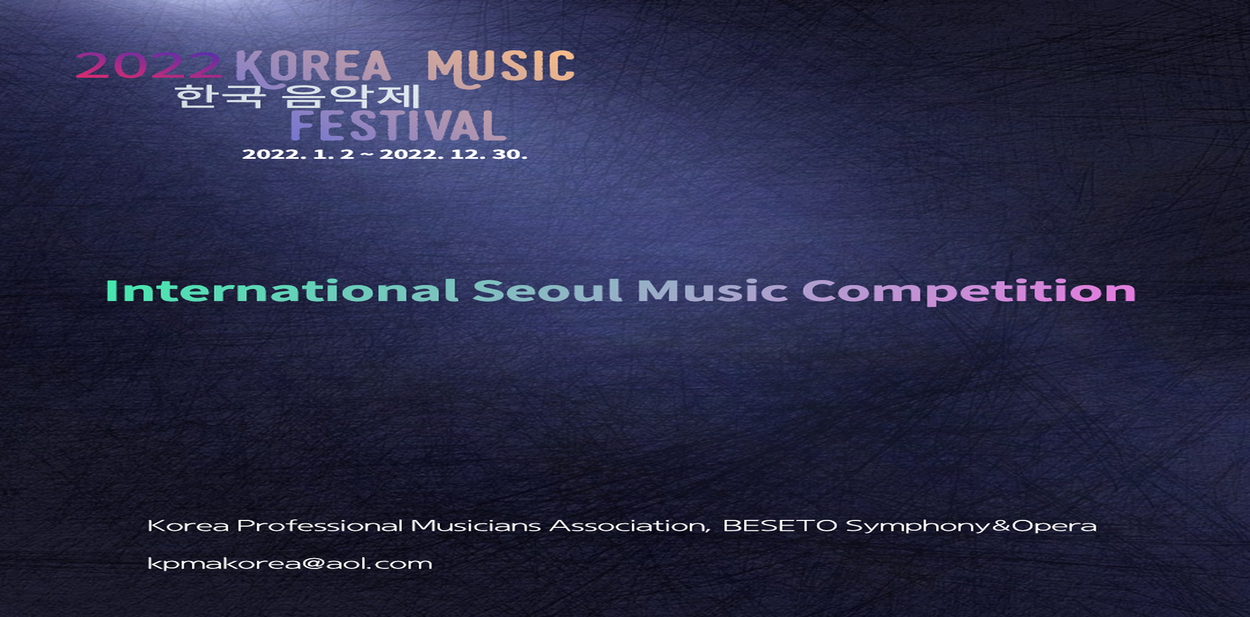 2022 KOREA MUSIC
한국 음악제
FESTIVAL
2022. 1. 2 ~ 2022. 12. 30.
International Seoul Music Competition
Korea Professional Musicians Association, BESETO Symphony&Opera
kpmakorea@aol.com